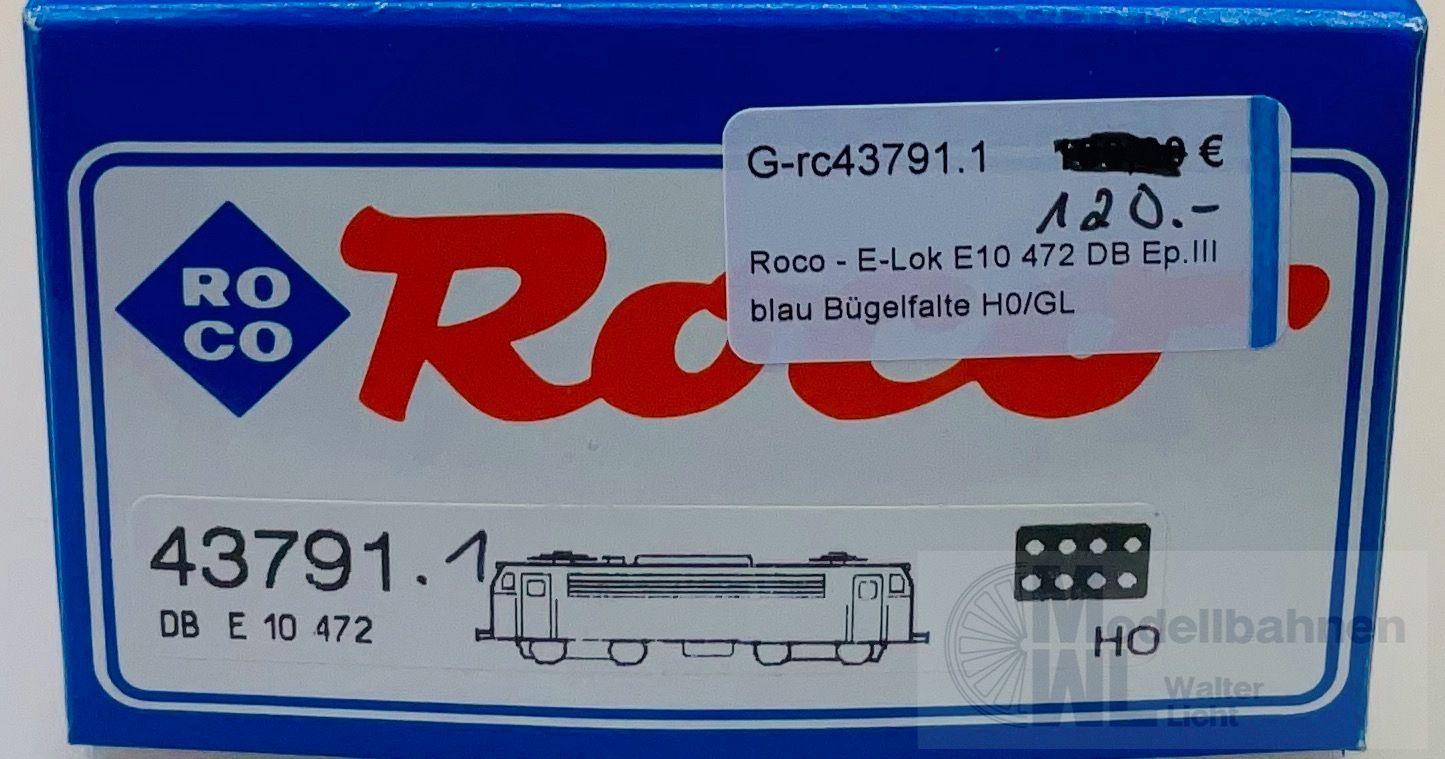 G-rc43791.1 €
120.-
Roco - E-Lok E10 472 DB Ep.III
blau Bügelfalte H0/GL
RO
CO
Roco
43791.1
DB E 10 472
HO
Modellbahnen
Walter
Licht